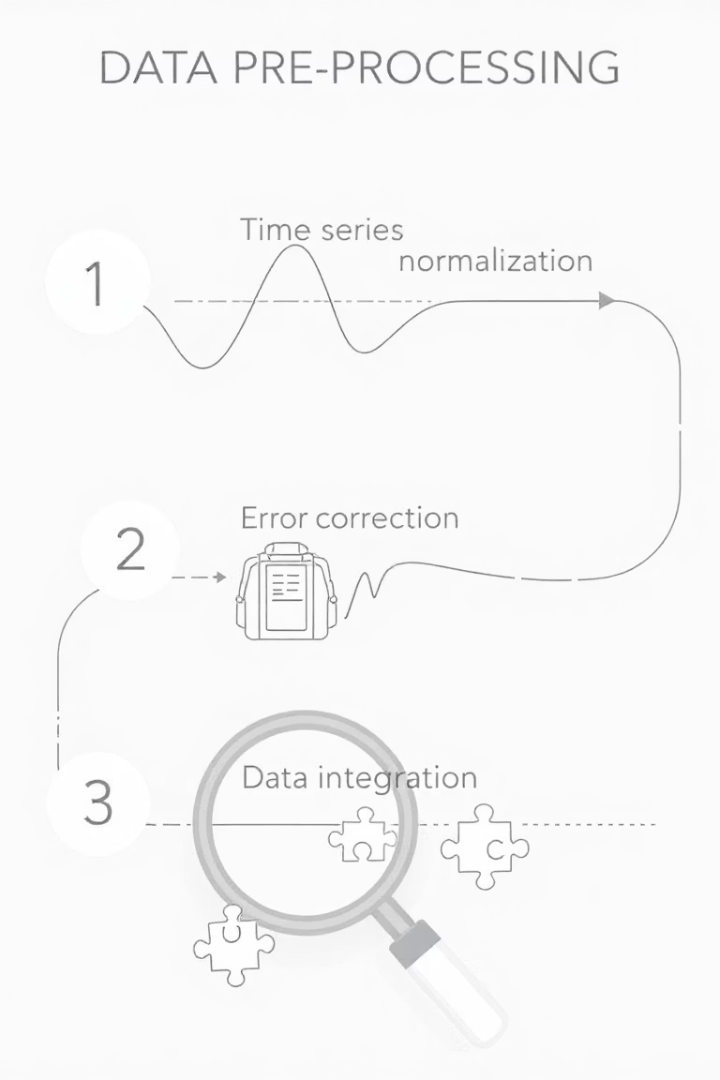 DATA PRE-PROCESSING
1
Time series
normalization
2
Error correction
3
Data integration
C